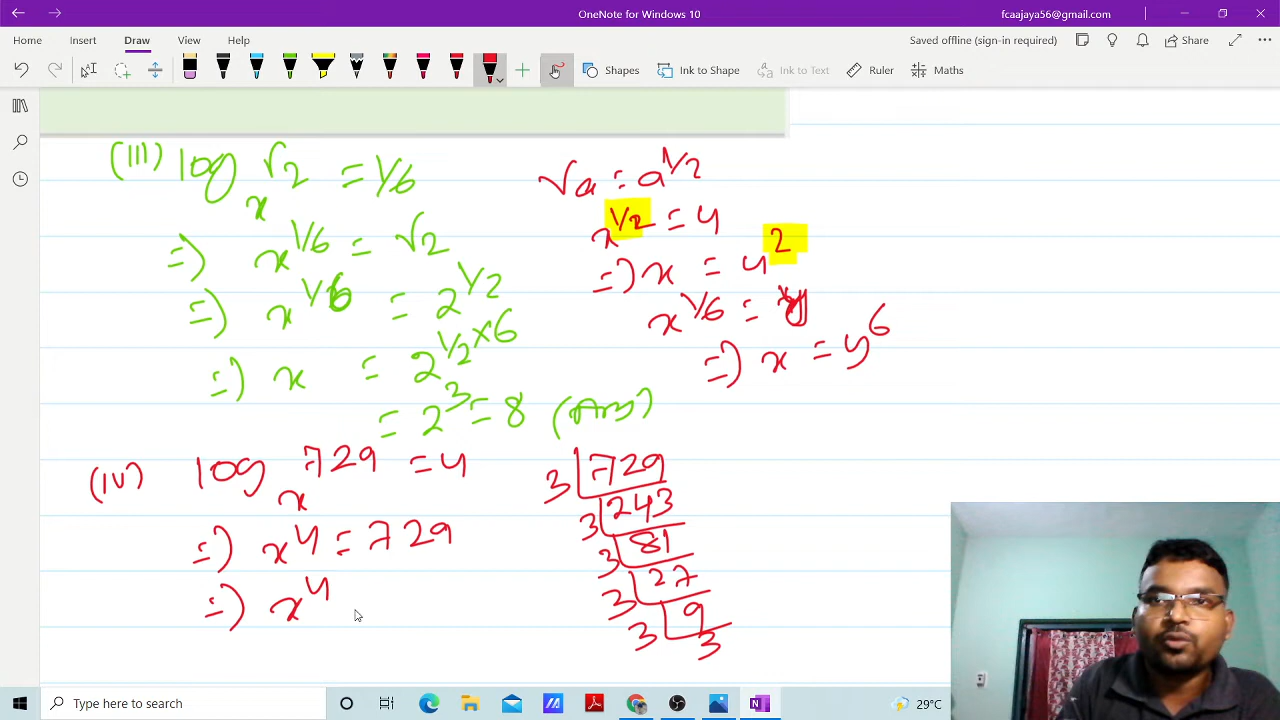 OneNote for Windows 10
fcaajaya56@gmail.com
Home Insert Draw View Help
Saved offline (sign-in required)
Share
Shapes Ink to Shape Ink to Text Ruler Maths
(III) log x √2 = 1/6
=) x^1/6 = √2
=) x^1/6 = 2^1/2
=) x = 2^1/2×6
= 2^3 = 8 (Ans)
√a = a^1/2
x^1/2 = 4
=) x = 4^2
x^1/6 = y
=) x = y^6
(IV) log x 729 = 4
=) x^4 = 729
=) x^4
3 729
3 243
3 81
3 27
3 9
3
Type here to search
29°C